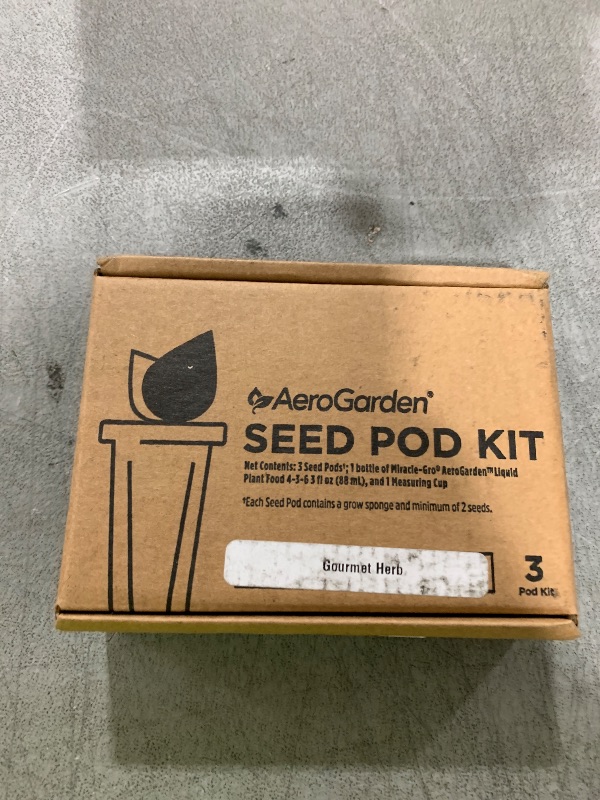 AeroGarden®
SEED POD KIT
Net Contents: 3 Seed Pods†; 1 bottle of Miracle-Gro® AeroGarden™ Liquid
Plant Food 4-3-6 3 fl oz (88 mL), and 1 Measuring Cup
†Each Seed Pod contains a grow sponge and minimum of 2 seeds.
Gourmet Herb
3
Pod Kit